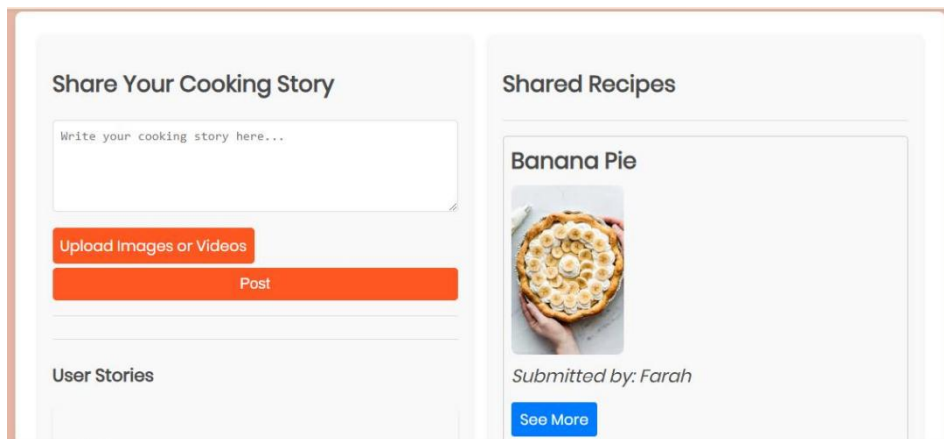 Share Your Cooking Story
Write your cooking story here...
Upload Images or Videos
Post
User Stories
Shared Recipes
Banana Pie
Submitted by: Farah
See More